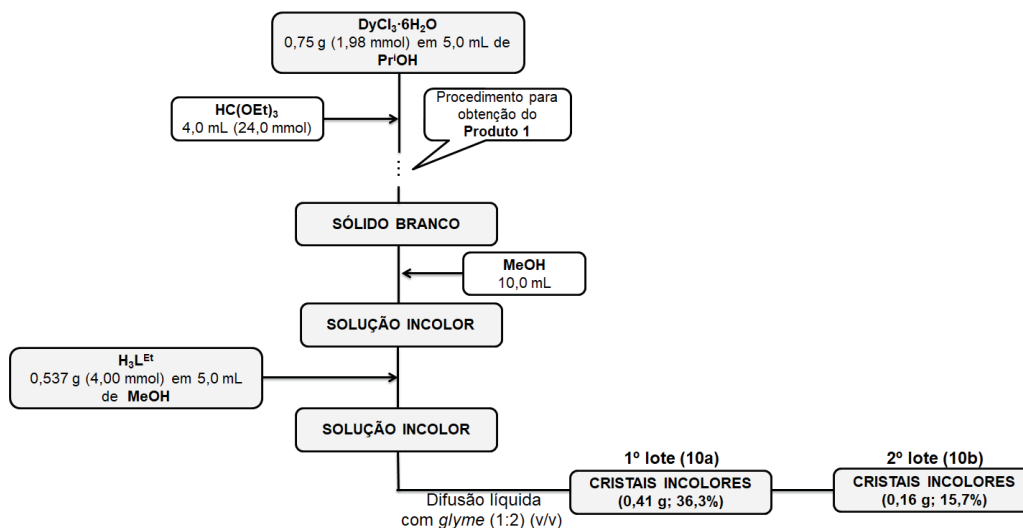 DyCl₃·6H₂O
0,75 g (1,98 mmol) em 5,0 mL de
PrⁱOH
HC(OEt)₃
4,0 mL (24,0 mmol)
Procedimento para
obtenção do
Produto 1
SÓLIDO BRANCO
MeOH
10,0 mL
SOLUÇÃO INCOLOR
H₃Lᴱᵗ
0,537 g (4,00 mmol) em 5,0 mL
de MeOH
SOLUÇÃO INCOLOR
Difusão líquida
com glyme (1:2) (v/v)
1º lote (10a)
CRISTAIS INCOLORES
(0,41 g; 36,3%)
2º lote (10b)
CRISTAIS INCOLORES
(0,16 g; 15,7%)